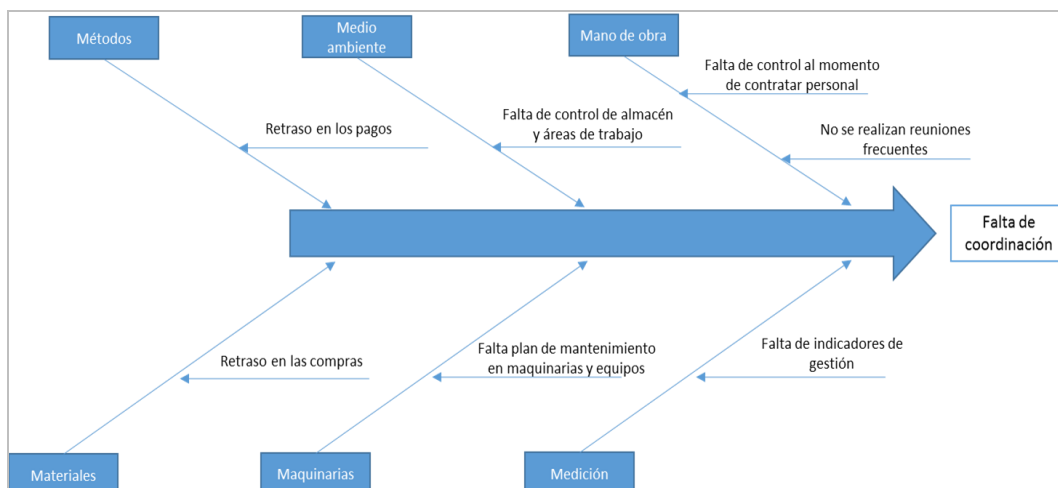 Métodos
Medio
ambiente
Mano de obra
Falta de control al momento
de contratar personal
Retraso en los pagos
Falta de control de almacén
y áreas de trabajo
No se realizan reuniones
frecuentes
Falta de
coordinación
Retraso en las compras
Falta plan de mantenimiento
en maquinarias y equipos
Falta de indicadores de
gestión
Materiales
Maquinarias
Medición